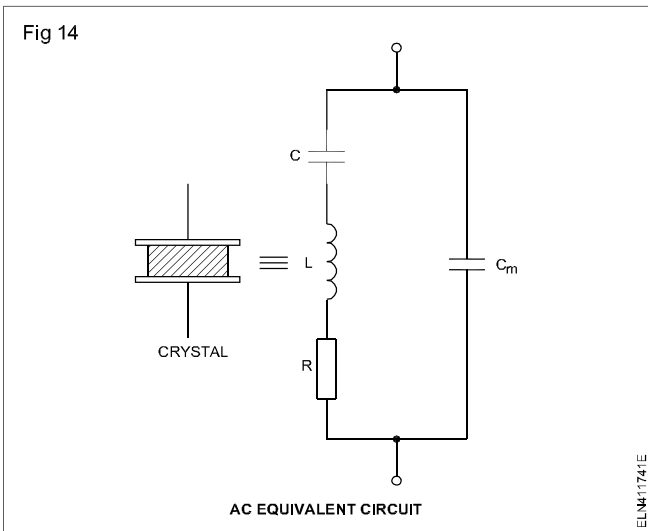 Fig 14
C
L
Cm
CRYSTAL
R
AC EQUIVALENT CIRCUIT
ELN411741E